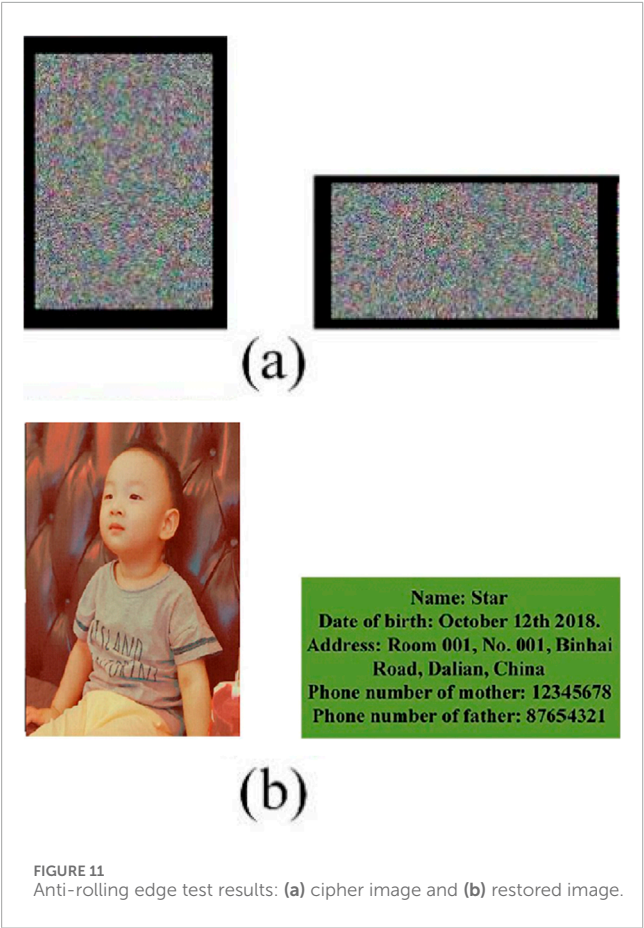 (a)
ISLAND
Name: Star
Date of birth: October 12th 2018.
Address: Room 001, No. 001, Binhai
Road, Dalian, China
Phone number of mother: 12345678
Phone number of father: 87654321
(b)
FIGURE 11
Anti-rolling edge test results: (a) cipher image and (b) restored image.